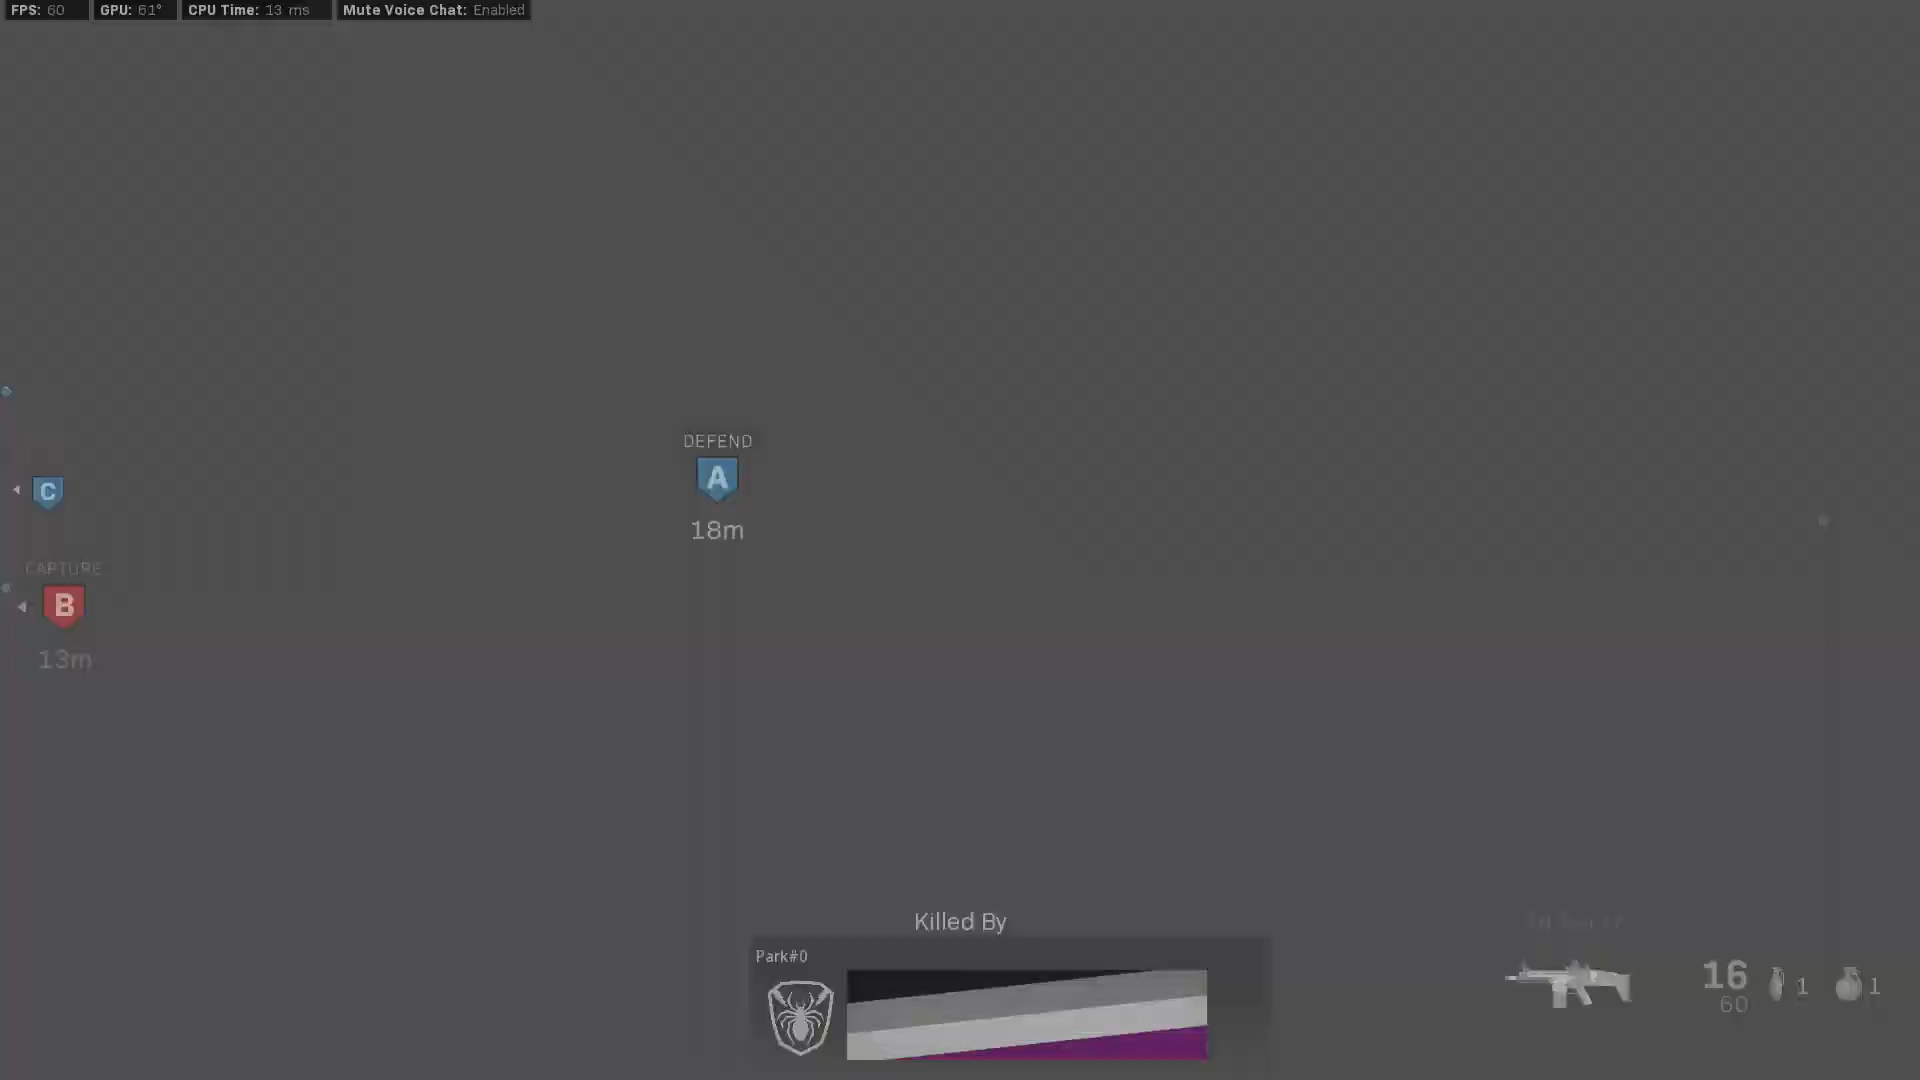 FPS: 60 GPU: 61° CPU Time: 13 ms Mute Voice Chat: Enabled
DEFEND
A
18m
C
CAPTURE
B
13m
Killed By
Park#0
16
60
1
1